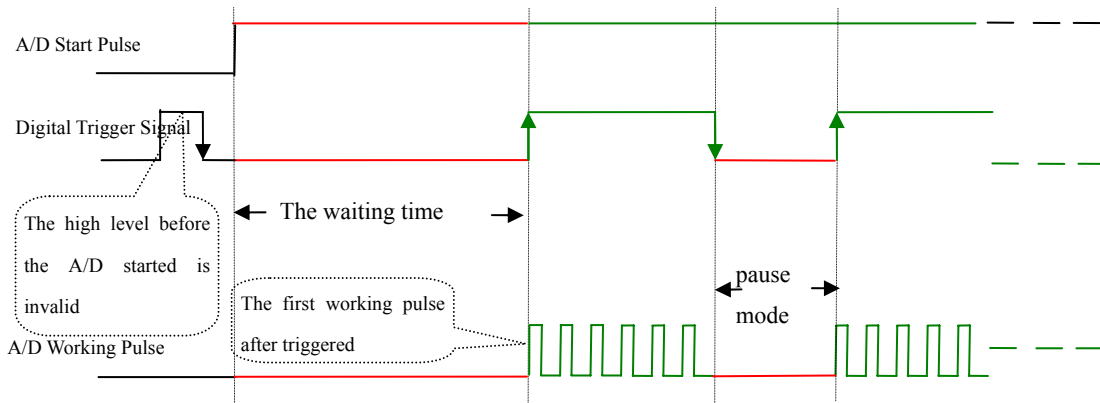 A/D Start Pulse
Digital Trigger Signal
The high level before
the A/D started is
invalid
The waiting time
The first working pulse
after triggered
pause
mode
A/D Working Pulse